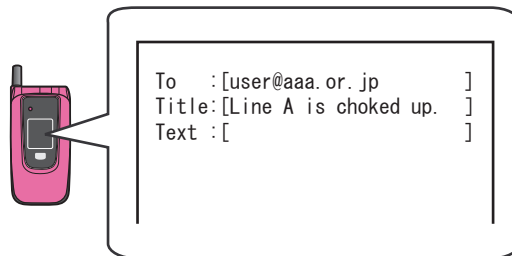 To   :[user@aaa.or.jp         ]
Title:[Line A is choked up.  ]
Text :[                       ]